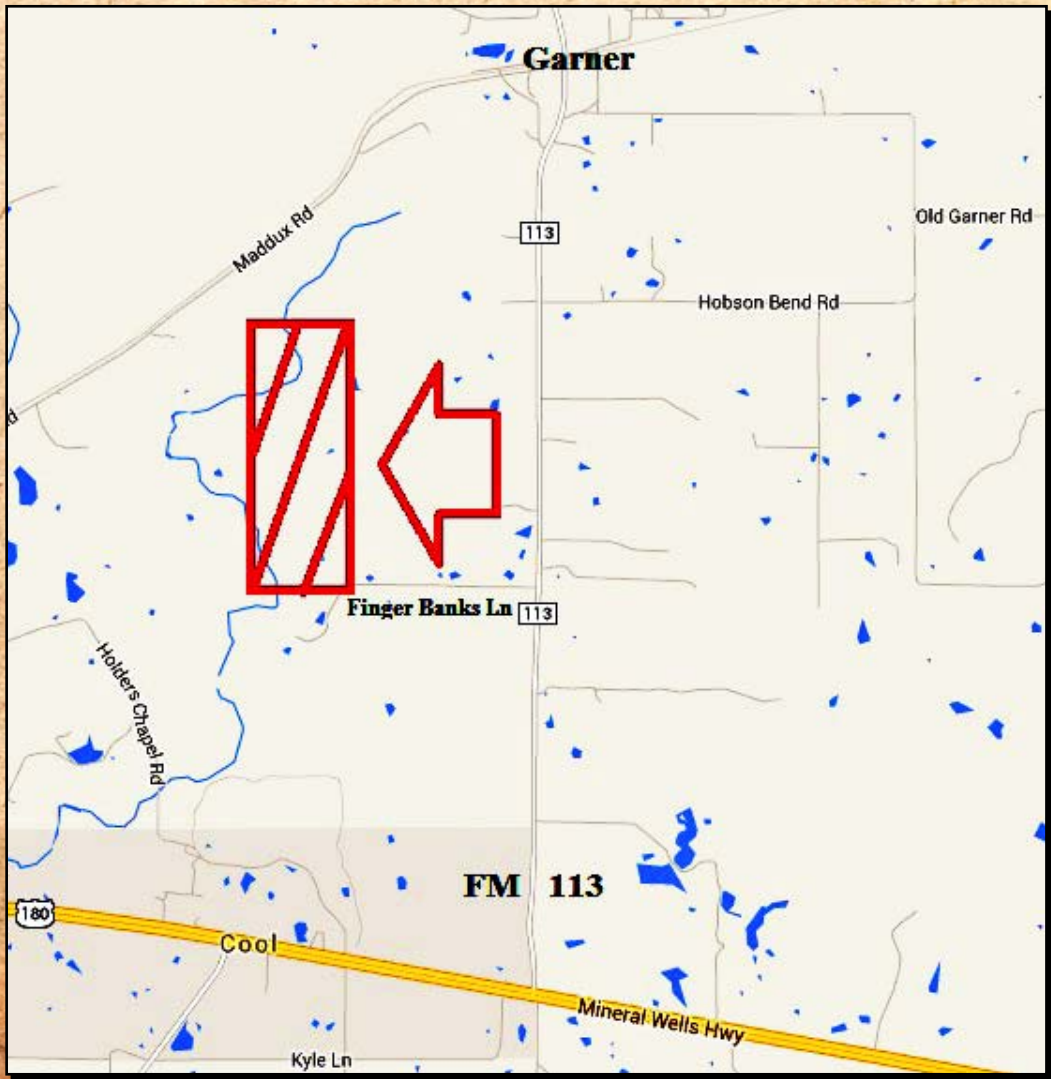 Garner
Maddux Rd
Old Garner Rd
113
Hobson Bend Rd
Finger Banks Ln
113
Holders Chapel Rd
FM 113
180
Cool
Mineral Wells Hwy
Kyle Ln